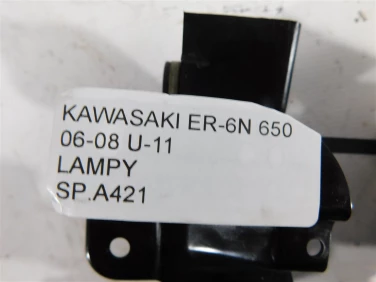 KAWASAKI ER-6N 650
06-08 U-11
LAMPY
SP.A421